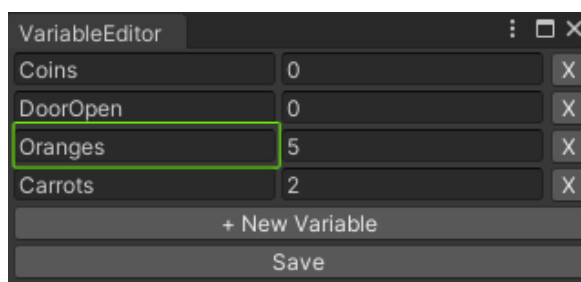 VariableEditor
Coins 0 X
DoorOpen 0 X
Oranges 5 X
Carrots 2 X
+ New Variable
Save